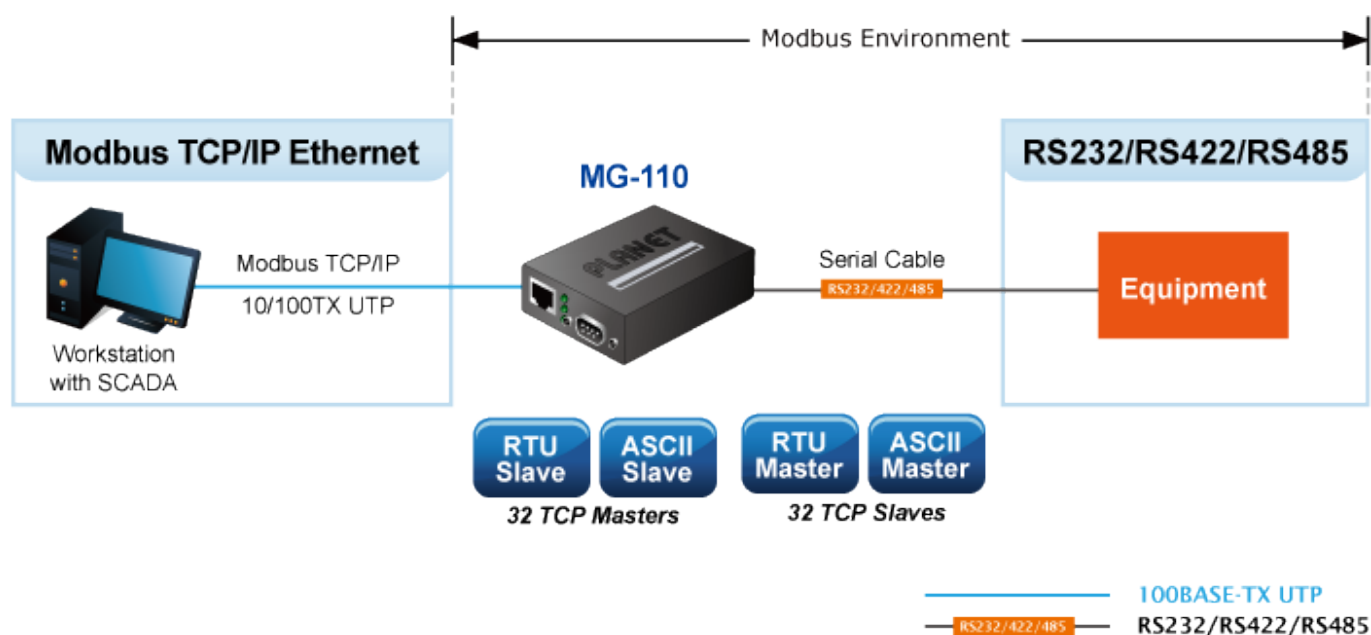 Modbus Environment
Modbus TCP/IP Ethernet
RS232/RS422/RS485
MG-110
PLANET
Modbus TCP/IP
10/100TX UTP
Serial Cable
RS232/422/485
Equipment
Workstation
with SCADA
RTU
Slave
ASCII
Slave
RTU
Master
ASCII
Master
32 TCP Masters
32 TCP Slaves
100BASE-TX UTP
RS232/422/485
RS232/RS422/RS485